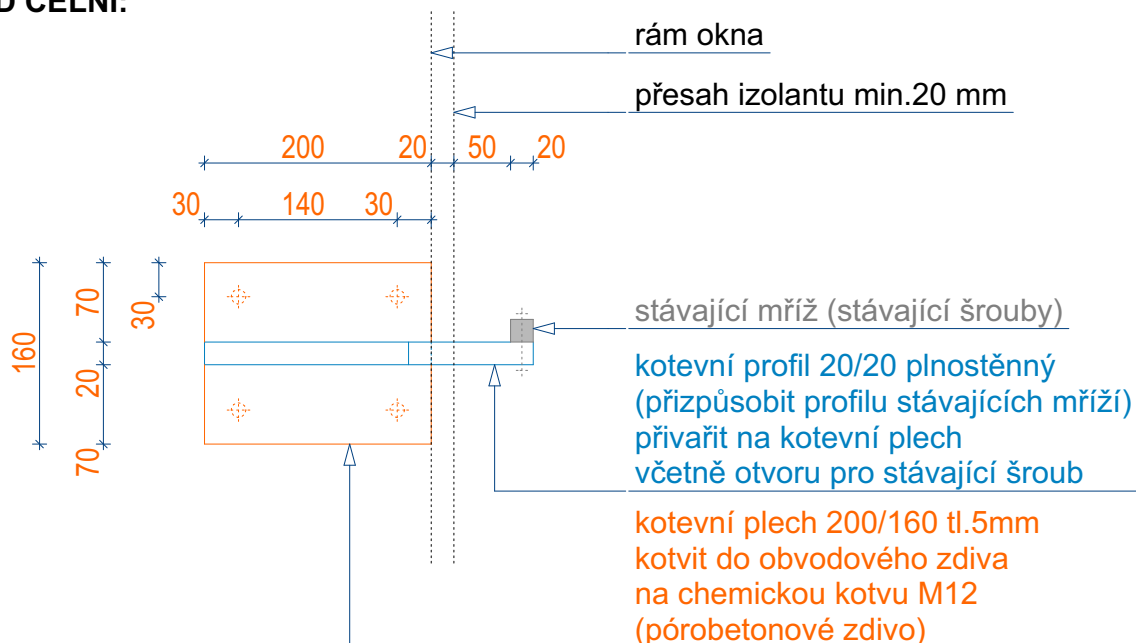 D ČELNÍ:
rám okna
přesah izolantu min.20 mm
200 20 50 20
30 140 30
70
30
160
20
70
stávající mříž (stávající šrouby)
kotevní profil 20/20 plnostěnný
(přizpůsobit profilu stávajících mříží)
přivařit na kotevní plech
včetně otvoru pro stávající šroub
kotevní plech 200/160 tl.5mm
kotvit do obvodového zdiva
na chemickou kotvu M12
(pórobetonové zdivo)